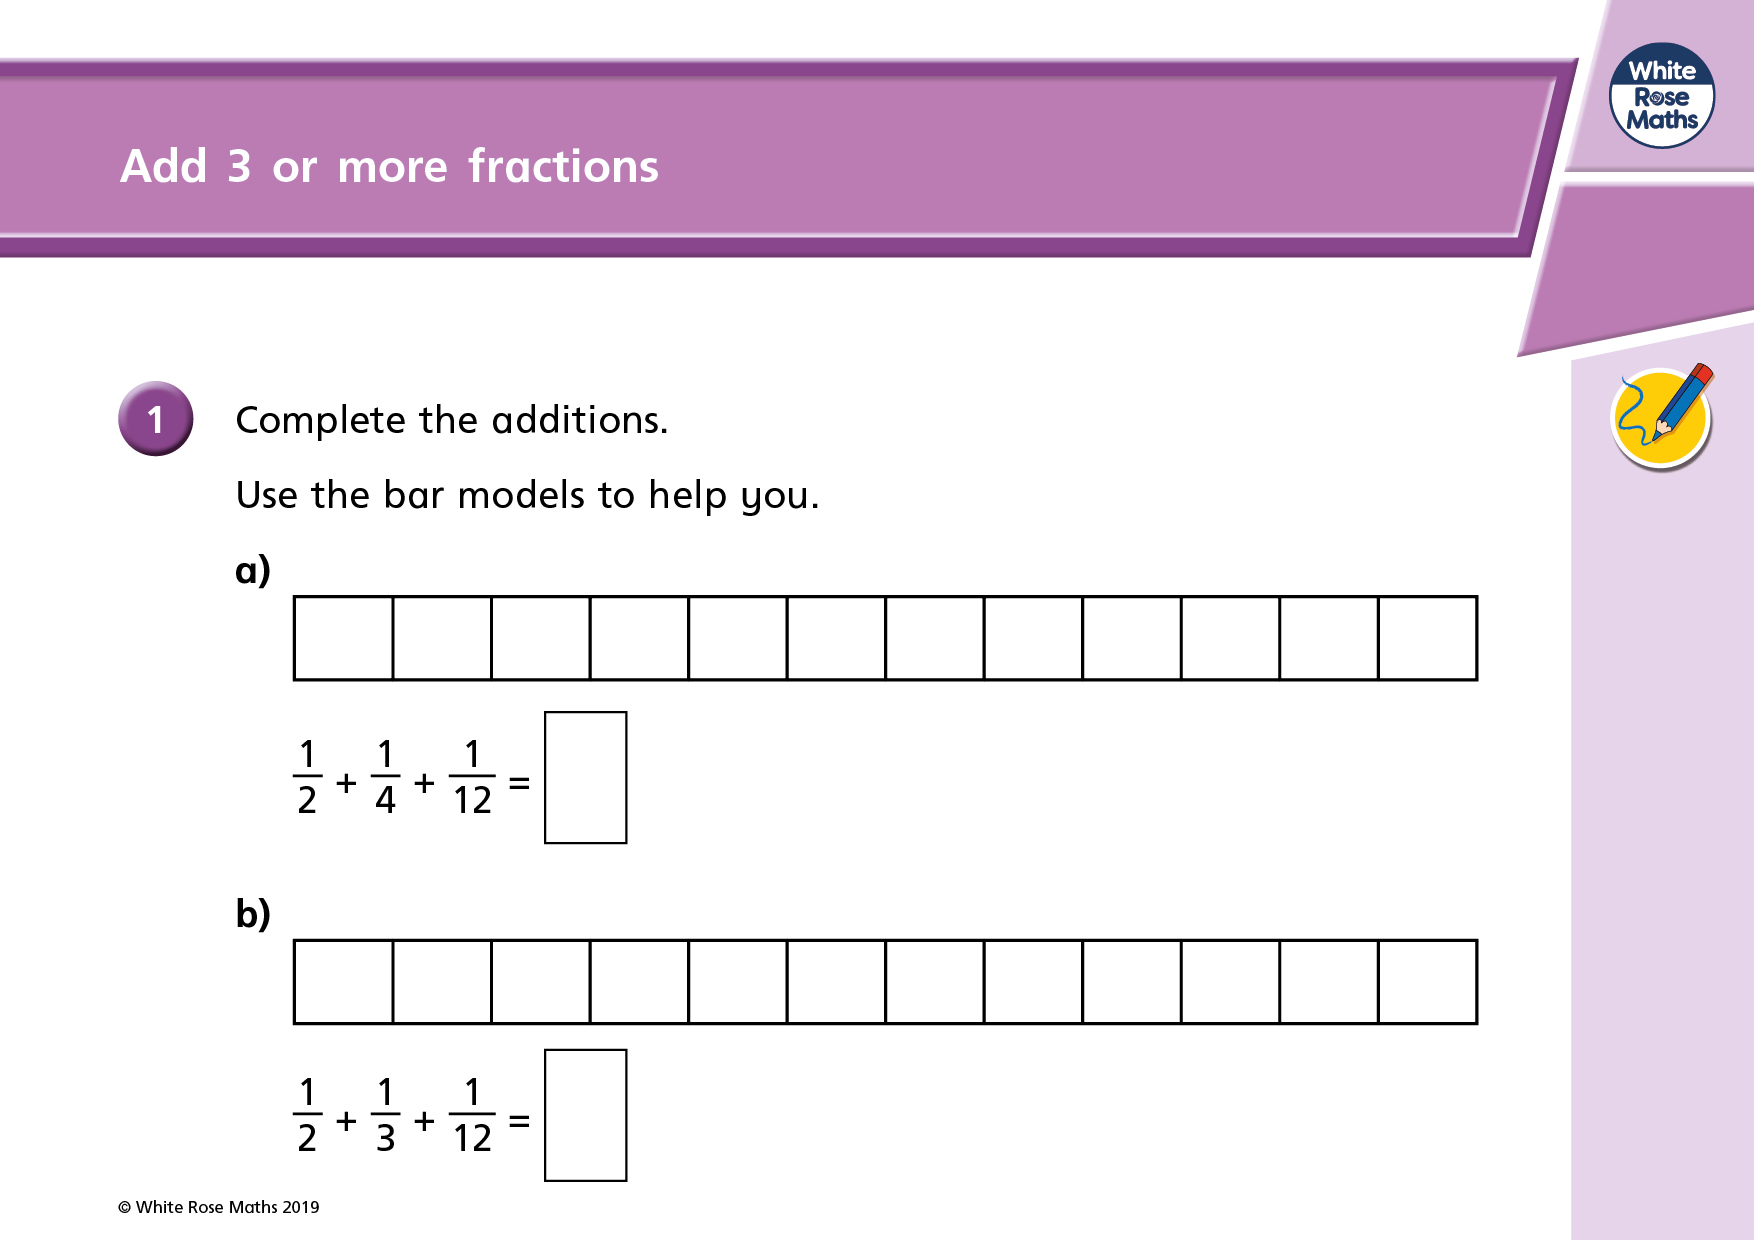 White
Rose
Maths
Add 3 or more fractions
1 Complete the additions.
Use the bar models to help you.
a)
1/2 + 1/4 + 1/12 =
b)
1/2 + 1/3 + 1/12 =
© White Rose Maths 2019